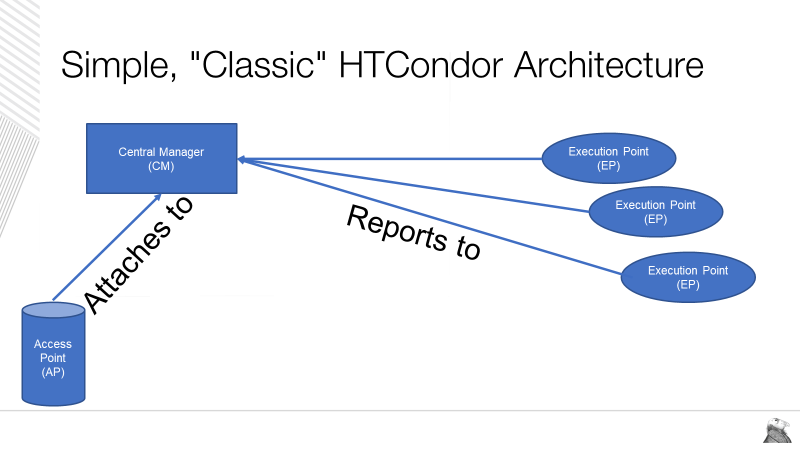 Simple, "Classic" HTCondor Architecture
Central Manager
(CM)
Execution Point
(EP)
Execution Point
(EP)
Execution Point
(EP)
Attaches to
Reports to
Access
Point
(AP)